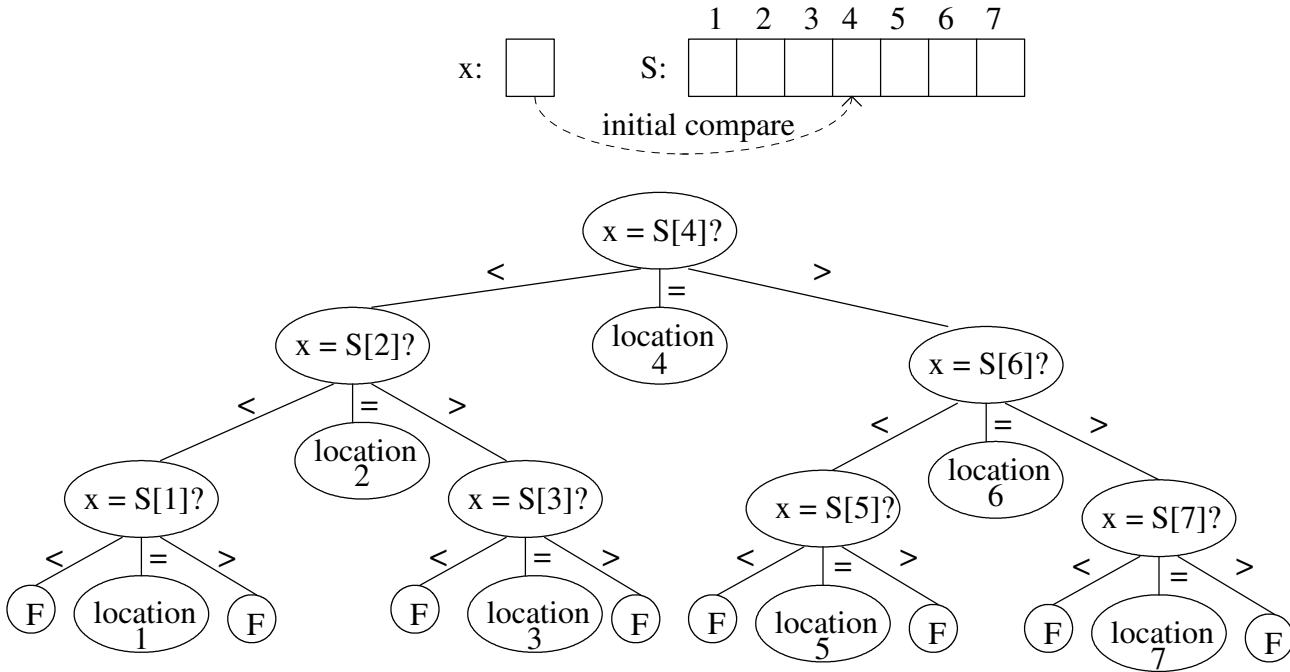 1 2 3 4 5 6 7
x: S:
initial compare
x = S[4]?
< = >
x = S[2]?
location
4
x = S[6]?
< = >
< = >
location
2
location
6
x = S[1]?
x = S[3]?
x = S[5]?
x = S[7]?
< = >
< = >
< = >
< = >
F
location
1
F
F
location
3
F
F
location
5
F
F
location
7
F